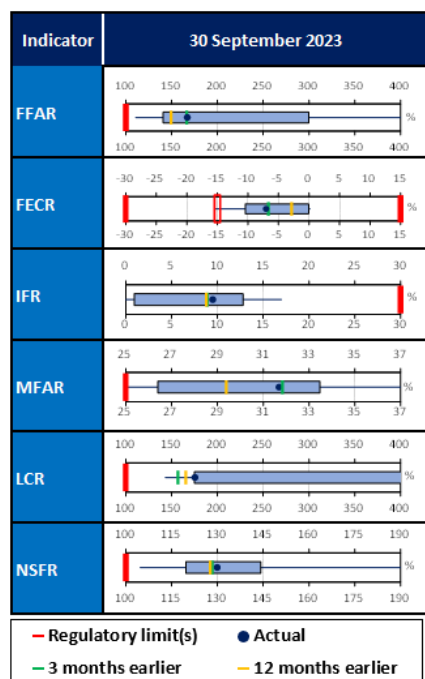 Indicator 30 September 2023
FFAR
100 150 200 250 300 400
%
100 150 200 250 300 400
FECR
-30 -25 -20 -15 -10 -5 0 5 10 15
%
-30 -25 -20 -15 -10 -5 0 5 10 15
IFR
0 5 10 15 20 25 30
%
0 5 10 15 20 25 30
MFAR
25 27 29 31 33 35 37
%
25 27 29 31 33 35 37
LCR
100 150 200 250 300 350 400
%
100 150 200 250 300 350 400
NSFR
100 115 130 145 160 175 190
%
100 115 130 145 160 175 190
Regulatory limit(s) Actual
3 months earlier 12 months earlier